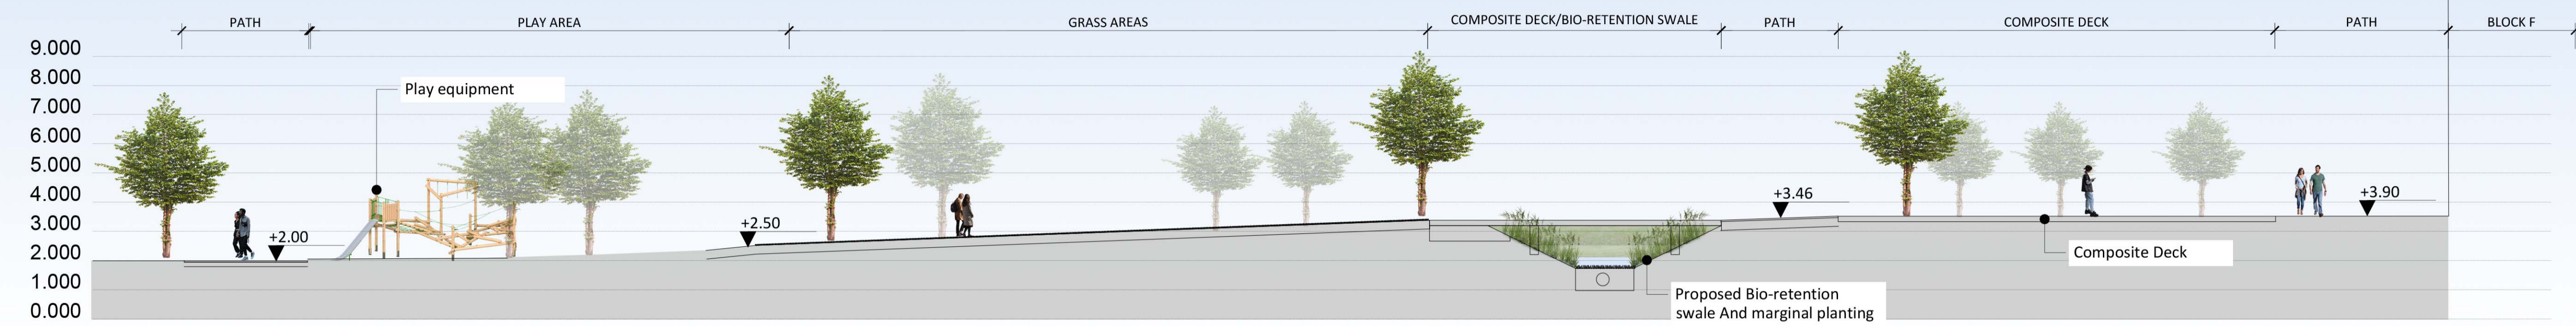 PATH
PLAY AREA
GRASS AREAS
COMPOSITE DECK/BIO-RETENTION SWALE
PATH
COMPOSITE DECK
PATH
BLOCK F
9.000
8.000
7.000
6.000
5.000
4.000
3.000
2.000
1.000
0.000
Play equipment
+2.00
+2.50
+3.46
+3.90
Composite Deck
Proposed Bio-retention
swale And marginal planting